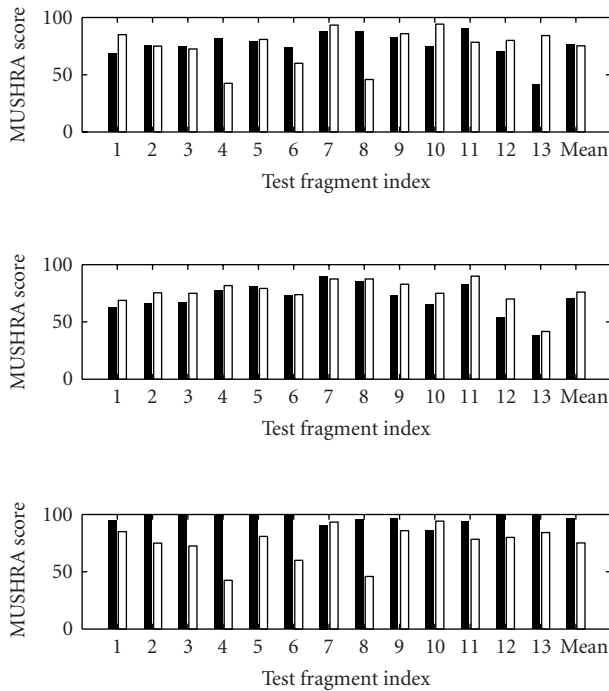 MUSHRA score
100
50
0
1 2 3 4 5 6 7 8 9 10 11 12 13 Mean
Test fragment index
MUSHRA score
100
50
0
1 2 3 4 5 6 7 8 9 10 11 12 13 Mean
Test fragment index
MUSHRA score
100
50
0
1 2 3 4 5 6 7 8 9 10 11 12 13 Mean
Test fragment index